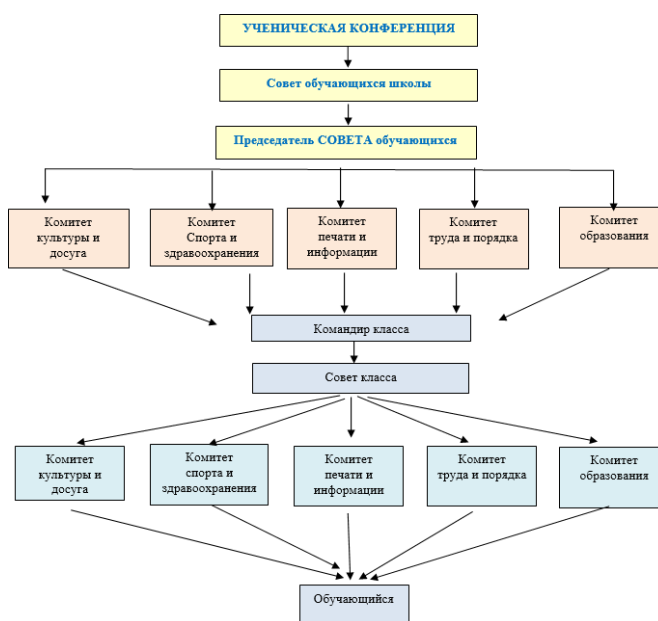 УЧЕНИЧЕСКАЯ КОНФЕРЕНЦИЯ
Совет обучающихся школы
Председатель СОВЕТА обучающихся
Комитет
культуры и
досуга
Комитет
Спорта и
здравоохранения
Комитет
печати и
информации
Комитет
труда и порядка
Комитет
образования
Командир класса
Совет класса
Комитет
культуры и
досуга
Комитет
спорта и
здравоохранения
Комитет
печати и
информации
Комитет
труда и порядка
Комитет
образования
Обучающийся